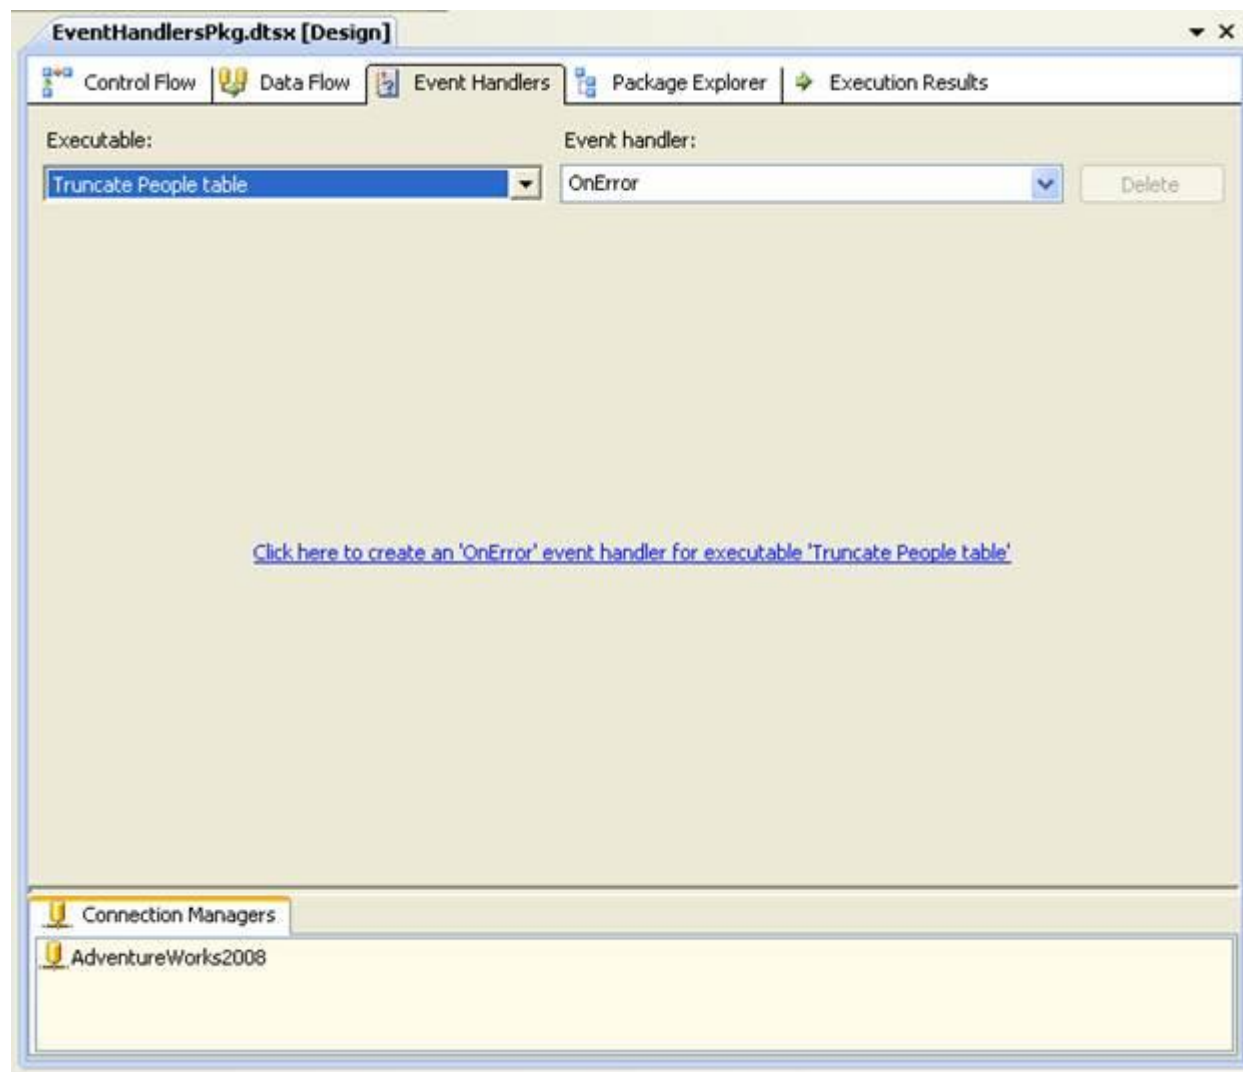 EventHandlersPkg.dtsx [Design]
Control Flow Data Flow Event Handlers Package Explorer Execution Results
Executable: Event handler:
Truncate People table OnError Delete
Click here to create an 'OnError' event handler for executable 'Truncate People table'
Connection Managers
AdventureWorks2008